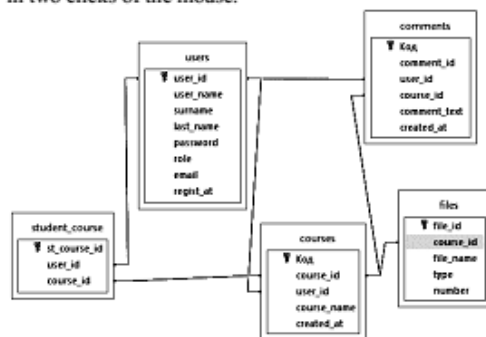 in two clicks of the mouse.
comments
Код
comment_id
user_id
course_id
comment_text
created_at
users
user_id
user_name
surname
last_name
password
role
email
regist_at
student_course
st_course_id
user_id
course_id
courses
Код
course_id
user_id
course_name
created_at
files
file_id
course_id
file_name
type
number